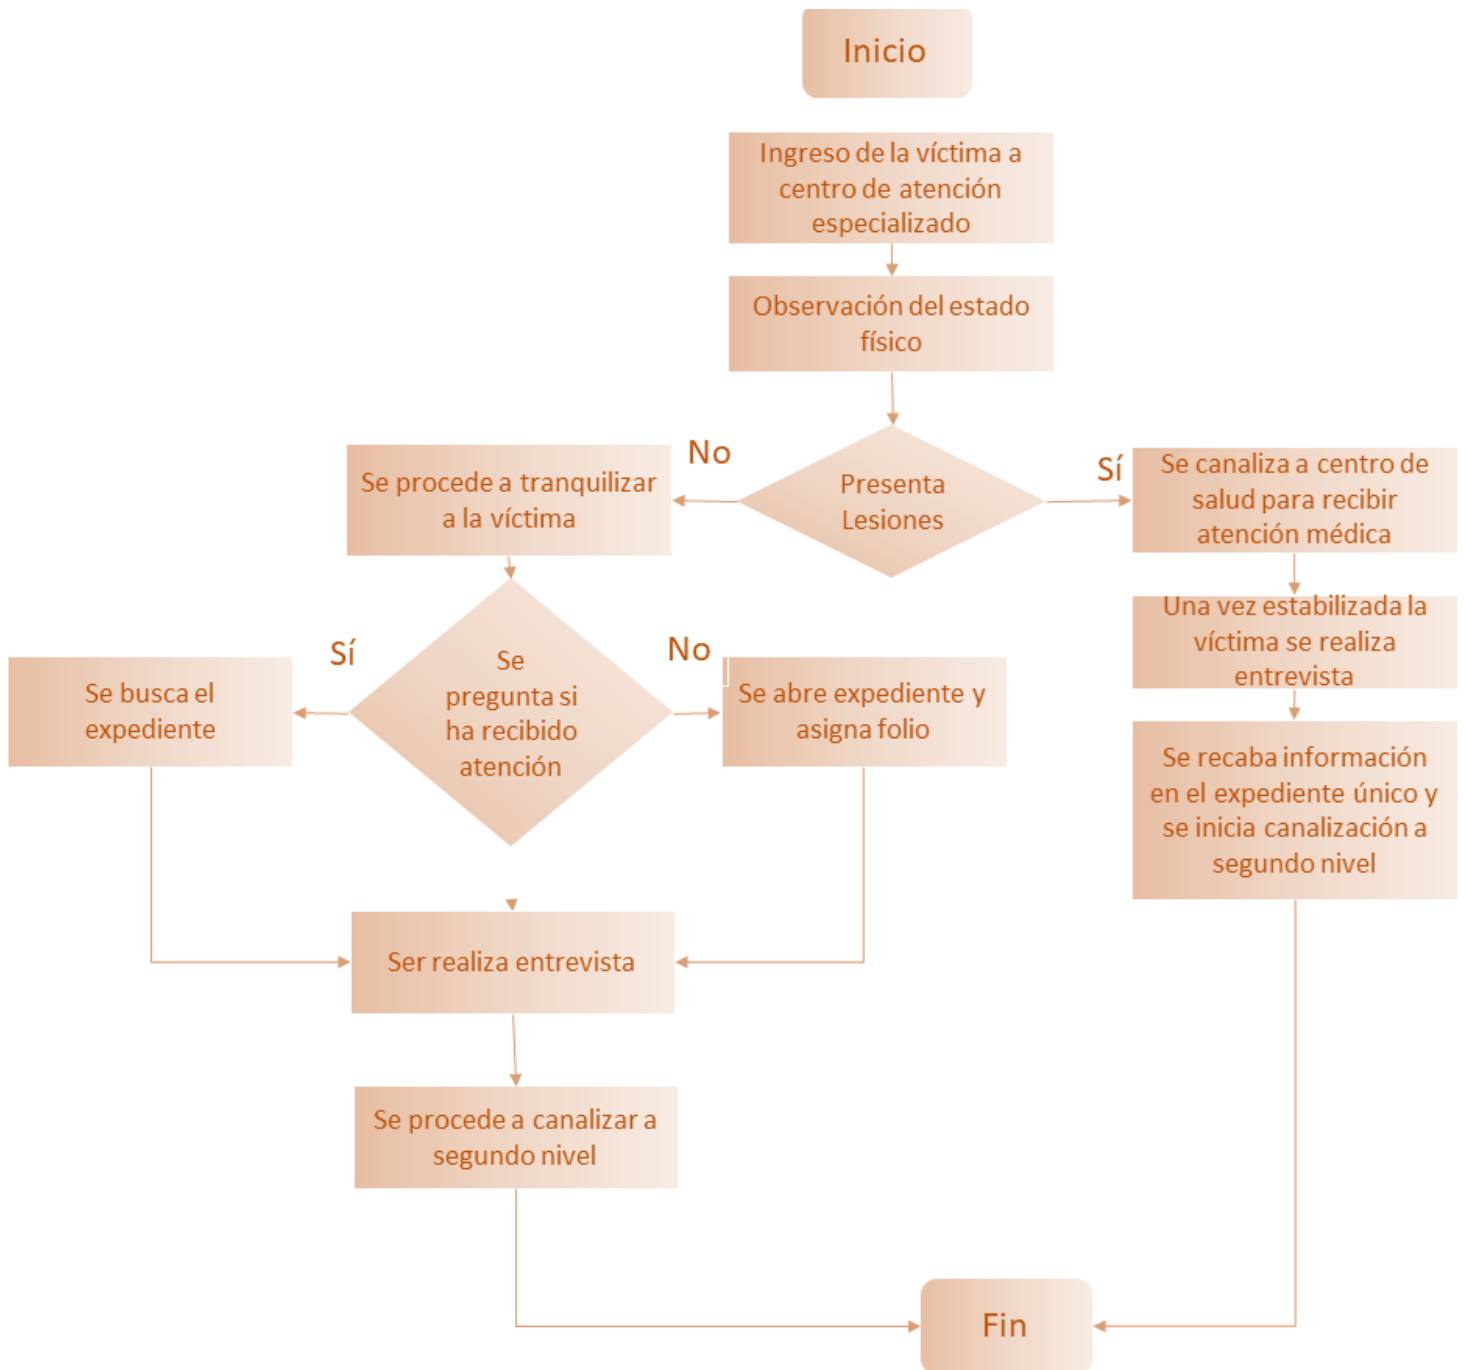 Inicio
Ingreso de la víctima a
centro de atención
especializado
Observación del estado
físico
No
Presenta
Lesiones
Sí
Se procede a tranquilizar
a la víctima
Se canaliza a centro de
salud para recibir
atención médica
Una vez estabilizada la
víctima se realiza
entrevista
Sí
Se
pregunta si
ha recibido
atención
No
Se busca el
expediente
Se abre expediente y
asigna folio
Se recaba información
en el expediente único y
se inicia canalización a
segundo nivel
Ser realiza entrevista
Se procede a canalizar a
segundo nivel
Fin